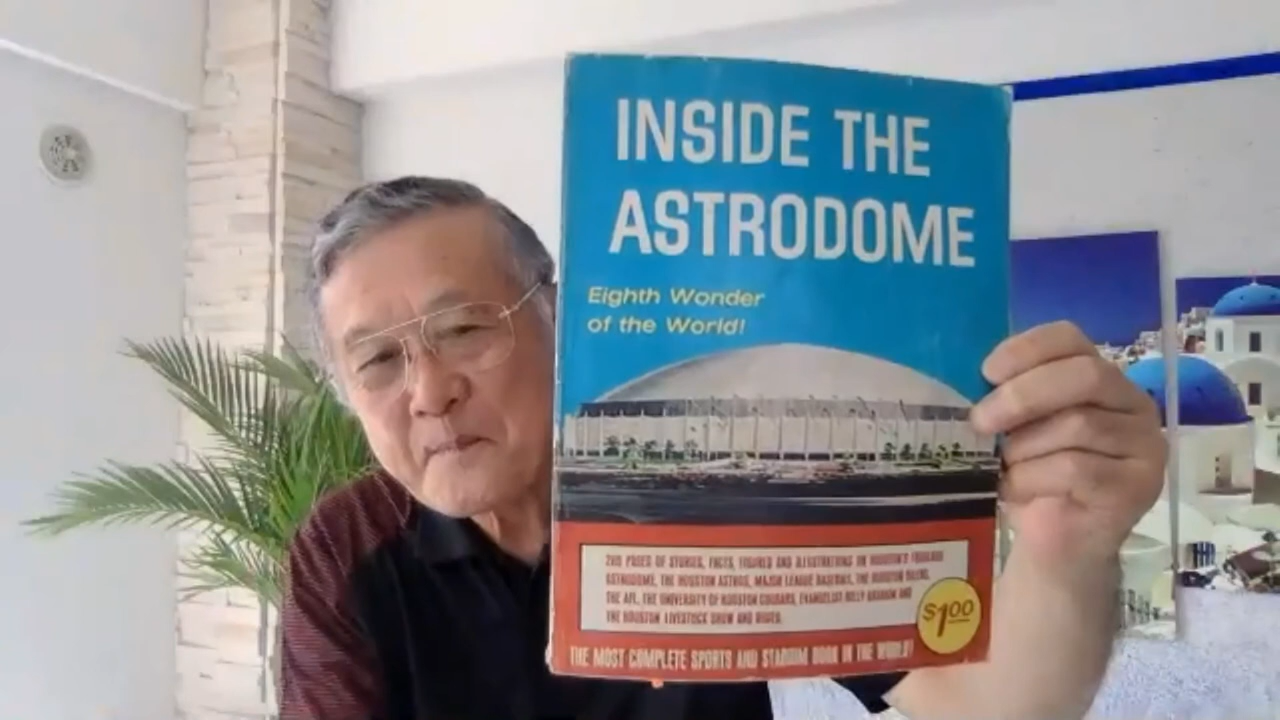 INSIDE THE
ASTRODOME
Eighth Wonder
of the World!
260 PAGES OF STORIES, FACTS, FIGURES AND ILLUSTRATIONS ON HOUSTON'S FABULOUS
ASTRODOME, THE HOUSTON ASTROS, MAJOR LEAGUE BASEBALL, THE HOUSTON OILERS,
THE AFL, THE UNIVERSITY OF HOUSTON COUGARS, EVANGELIST BILLY GRAHAM AND
THE HOUSTON LIVESTOCK SHOW AND RODEO.
$1.00
THE MOST COMPLETE SPORTS AND STADIUM BOOK IN THE WORLD!